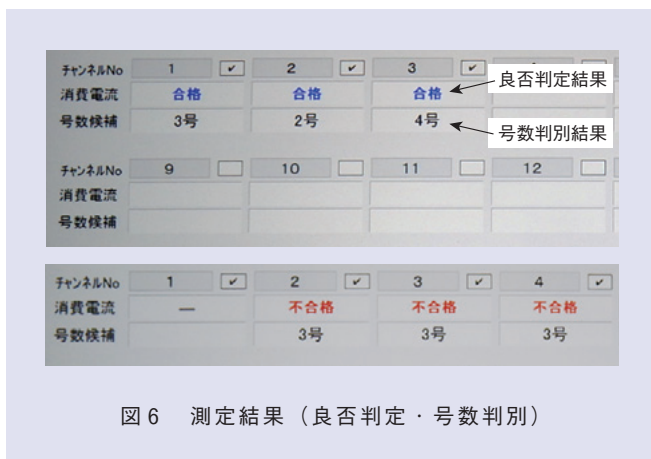 チャンネルNo 1 ✔ 2 ✔ 3 ✔
消費電流 合格 合格 合格
良否判定結果
号数候補 3号 2号 4号
号数判別結果
チャンネルNo 9 10 11 12
消費電流
号数候補
チャンネルNo 1 ✔ 2 ✔ 3 ✔ 4 ✔
消費電流 ― 不合格 不合格 不合格
号数候補 3号 3号 3号
図6 測定結果（良否判定・号数判別）